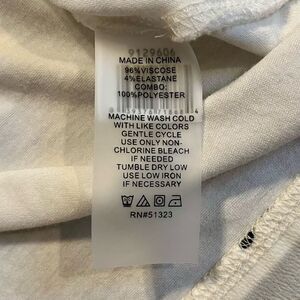 9129606
MADE IN CHINA
96%VISCOSE
4%ELASTANE
COMBO:
100%POLYESTER
MACHINE WASH COLD
WITH LIKE COLORS
GENTLE CYCLE
USE ONLY NON-
CHLORINE BLEACH
IF NEEDED
TUMBLE DRY LOW
USE LOW IRON
IF NECESSARY
RN#51323